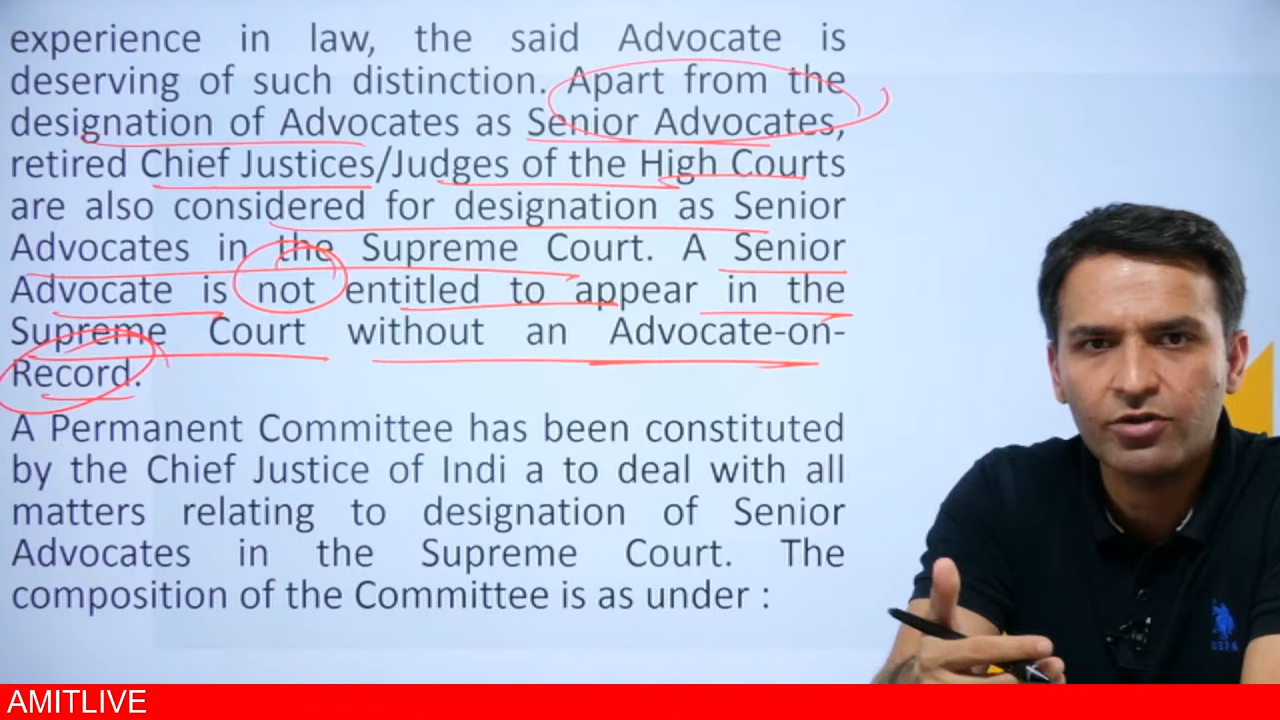 experience in law, the said Advocate is
deserving of such distinction. Apart from the
designation of Advocates as Senior Advocates,
retired Chief Justices/Judges of the High Courts
are also considered for designation as Senior
Advocates in the Supreme Court. A Senior
Advocate is not entitled to appear in the
Supreme Court without an Advocate-on-
Record.
A Permanent Committee has been constituted
by the Chief Justice of Indi a to deal with all
matters relating to designation of Senior
Advocates in the Supreme Court. The
composition of the Committee is as under :
USPA
AMITLIVE